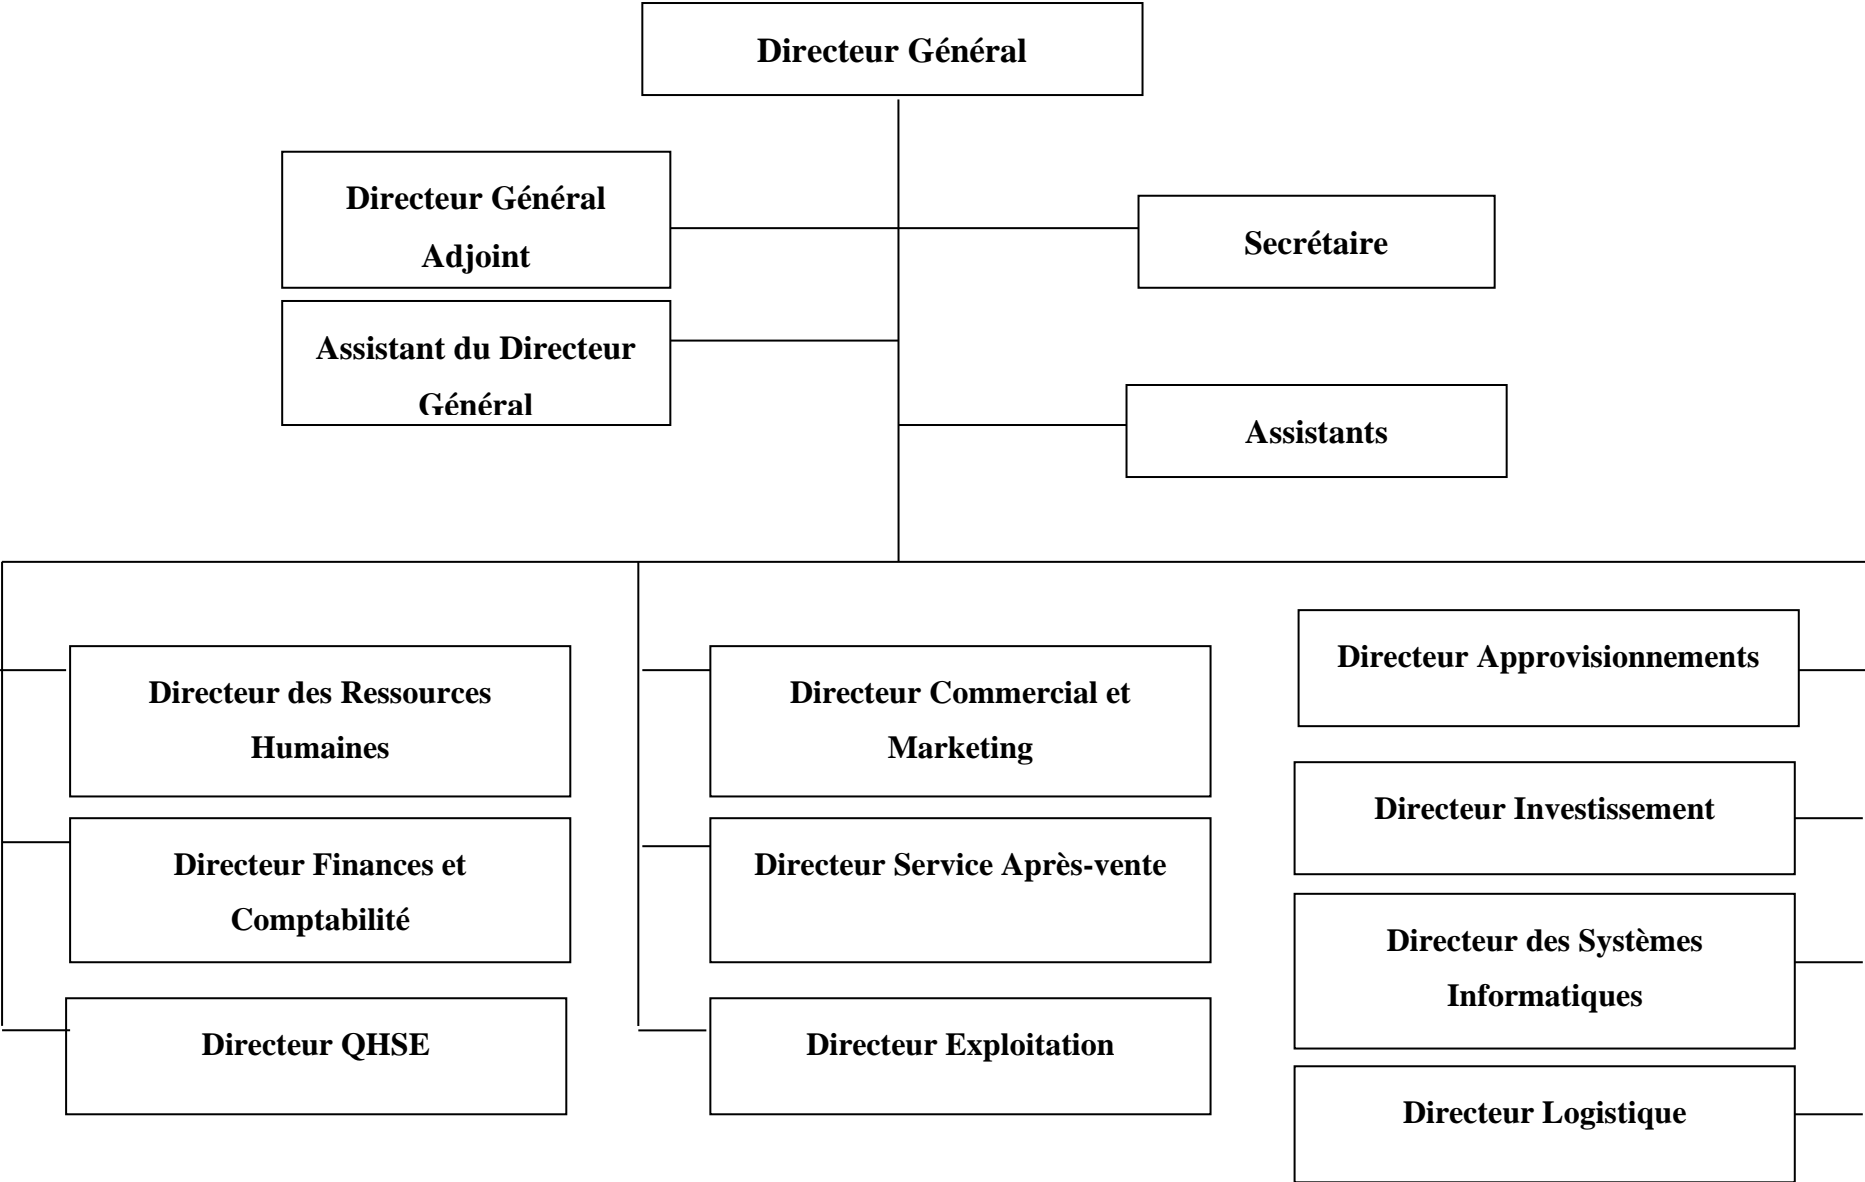 Directeur Général
Directeur Général
Adjoint
Secrétaire
Assistant du Directeur
Général
Assistants
Directeur des Ressources
Humaines
Directeur Finances et
Comptabilité
Directeur QHSE
Directeur Commercial et
Marketing
Directeur Service Après-vente
Directeur Exploitation
Directeur Approvisionnements
Directeur Investissement
Directeur des Systèmes
Informatiques
Directeur Logistique